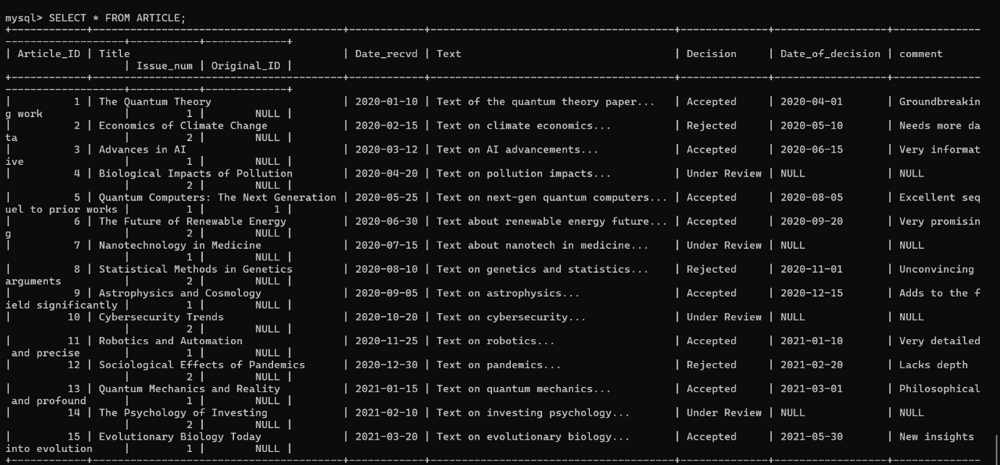 mysql> SELECT * FROM ARTICLE;
+------------+----------------------------------------+------------+---------------------------------------+--------------+------------------+--------------
-------------------+-----------+-------------+
| Article_ID | Title                                  | Date_recvd | Text                                  | Decision     | Date_of_decision | comment
                   | Issue_num | Original_ID |
+------------+----------------------------------------+------------+---------------------------------------+--------------+------------------+--------------
-------------------+-----------+-------------+
|          1 | The Quantum Theory                     | 2020-01-10 | Text of the quantum theory paper...   | Accepted     | 2020-04-01       | Groundbreakin
g work             |         1 |        NULL |
|          2 | Economics of Climate Change            | 2020-02-15 | Text on climate economics...          | Rejected     | 2020-05-10       | Needs more da
ta                 |         2 |        NULL |
|          3 | Advances in AI                         | 2020-03-12 | Text on AI advancements...            | Accepted     | 2020-06-15       | Very informat
ive                |         1 |        NULL |
|          4 | Biological Impacts of Pollution        | 2020-04-20 | Text on pollution impacts...          | Under Review | NULL             | NULL
                   |         2 |        NULL |
|          5 | Quantum Computers: The Next Generation | 2020-05-25 | Text on next-gen quantum computers... | Accepted     | 2020-08-05       | Excellent seq
uel to prior works |         1 |           1 |
|          6 | The Future of Renewable Energy         | 2020-06-30 | Text about renewable energy future... | Accepted     | 2020-09-20       | Very promisin
g                  |         2 |        NULL |
|          7 | Nanotechnology in Medicine             | 2020-07-15 | Text about nanotech in medicine...    | Under Review | NULL             | NULL
                   |         1 |        NULL |
|          8 | Statistical Methods in Genetics        | 2020-08-10 | Text on genetics and statistics...    | Rejected     | 2020-11-01       | Unconvincing
arguments          |         2 |        NULL |
|          9 | Astrophysics and Cosmology             | 2020-09-05 | Text on astrophysics...               | Accepted     | 2020-12-15       | Adds to the f
ield significantly |         1 |        NULL |
|         10 | Cybersecurity Trends                   | 2020-10-20 | Text on cybersecurity...              | Under Review | NULL             | NULL
                   |         2 |        NULL |
|         11 | Robotics and Automation                | 2020-11-25 | Text on robotics...                   | Accepted     | 2021-01-10       | Very detailed
 and precise       |         1 |        NULL |
|         12 | Sociological Effects of Pandemics      | 2020-12-30 | Text on pandemics...                  | Rejected     | 2021-02-20       | Lacks depth
                   |         2 |        NULL |
|         13 | Quantum Mechanics and Reality          | 2021-01-15 | Text on quantum mechanics...          | Accepted     | 2021-03-01       | Philosophical
 and profound      |         1 |        NULL |
|         14 | The Psychology of Investing            | 2021-02-10 | Text on investing psychology...       | Under Review | NULL             | NULL
                   |         2 |        NULL |
|         15 | Evolutionary Biology Today             | 2021-03-20 | Text on evolutionary biology...       | Accepted     | 2021-05-30       | New insights
into evolution     |         1 |        NULL |
+------------+----------------------------------------+------------+---------------------------------------+--------------+------------------+--------------